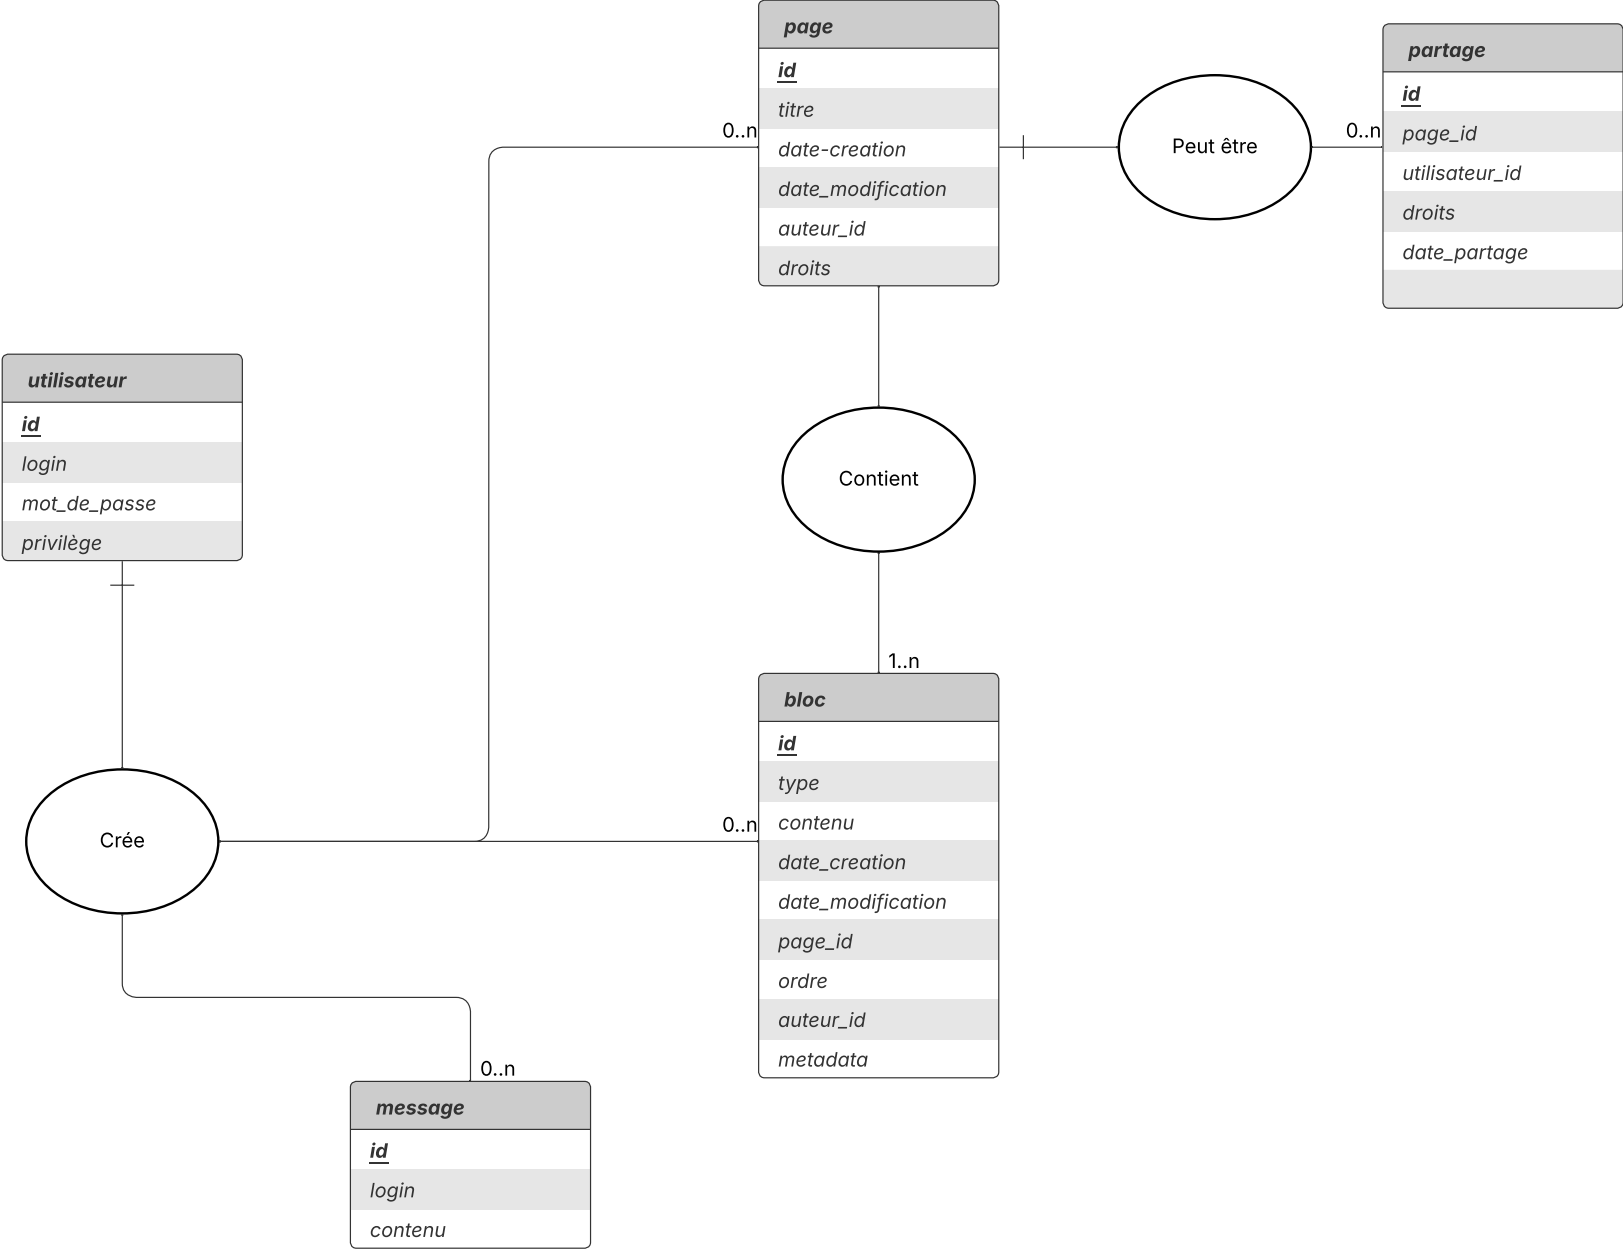 page
id
titre
date-creation
date_modification
auteur_id
droits
0..n
Peut être
0..n
partage
id
page_id
utilisateur_id
droits
date_partage
utilisateur
id
login
mot_de_passe
privilège
Contient
1..n
Crée
0..n
bloc
id
type
contenu
date_creation
date_modification
page_id
ordre
auteur_id
metadata
0..n
message
id
login
contenu